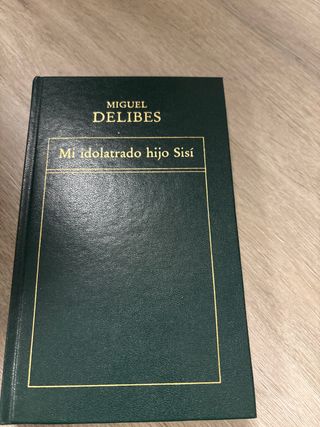 MIGUEL
DELIBES
Mi idolatrado hijo Sisí